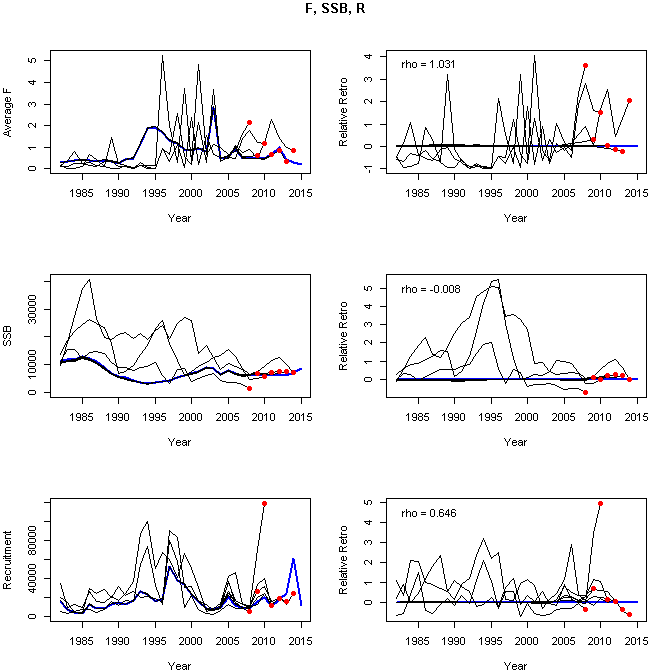 F, SSB, R
Average F
0 1 2 3 4 5
1985 1990 1995 2000 2005 2010 2015
Year
Relative Retro
-1 0 1 2 3 4
rho = 1.031
1985 1990 1995 2000 2005 2010 2015
Year
SSB
0 10000 30000
1985 1990 1995 2000 2005 2010 2015
Year
Relative Retro
0 1 2 3 4 5
rho = -0.008
1985 1990 1995 2000 2005 2010 2015
Year
Recruitment
0 40000 80000
1985 1990 1995 2000 2005 2010 2015
Year
Relative Retro
0 1 2 3 4 5
rho = 0.646
1985 1990 1995 2000 2005 2010 2015
Year